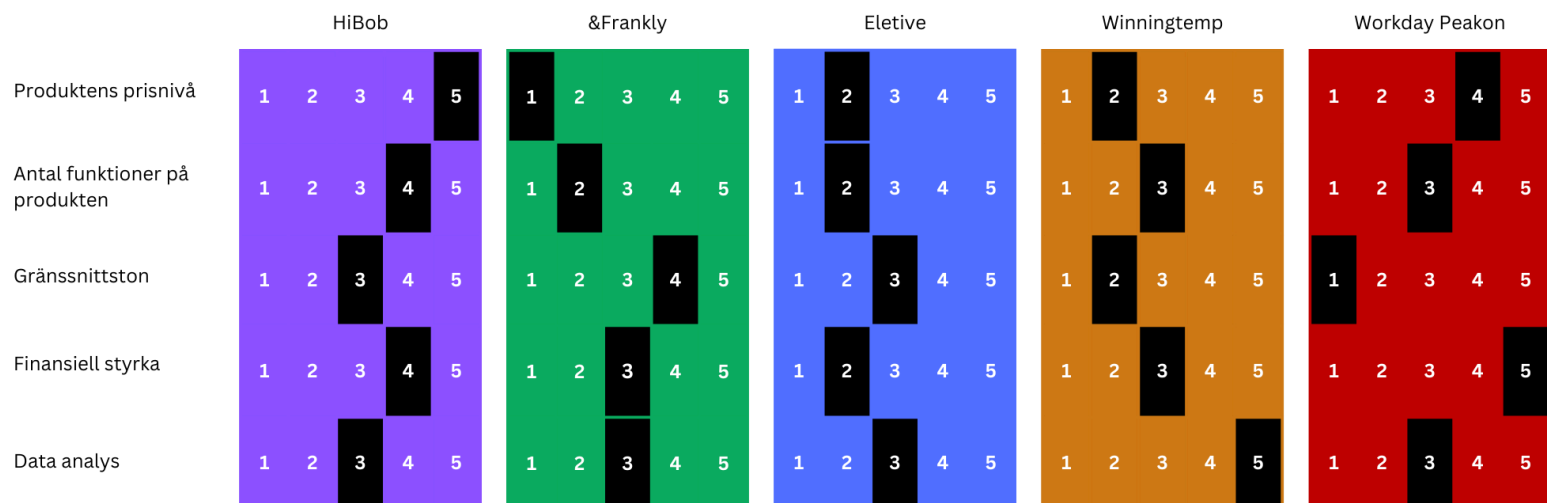 HiBob &Frankly Eletive Winningtemp Workday Peakon
Produktens prisnivå 1 2 3 4 5 1 2 3 4 5 1 2 3 4 5 1 2 3 4 5 1 2 3 4 5
Antal funktioner på
produkten 1 2 3 4 5 1 2 3 4 5 1 2 3 4 5 1 2 3 4 5 1 2 3 4 5
Gränssnittston 1 2 3 4 5 1 2 3 4 5 1 2 3 4 5 1 2 3 4 5 1 2 3 4 5
Finansiell styrka 1 2 3 4 5 1 2 3 4 5 1 2 3 4 5 1 2 3 4 5 1 2 3 4 5
Data analys 1 2 3 4 5 1 2 3 4 5 1 2 3 4 5 1 2 3 4 5 1 2 3 4 5